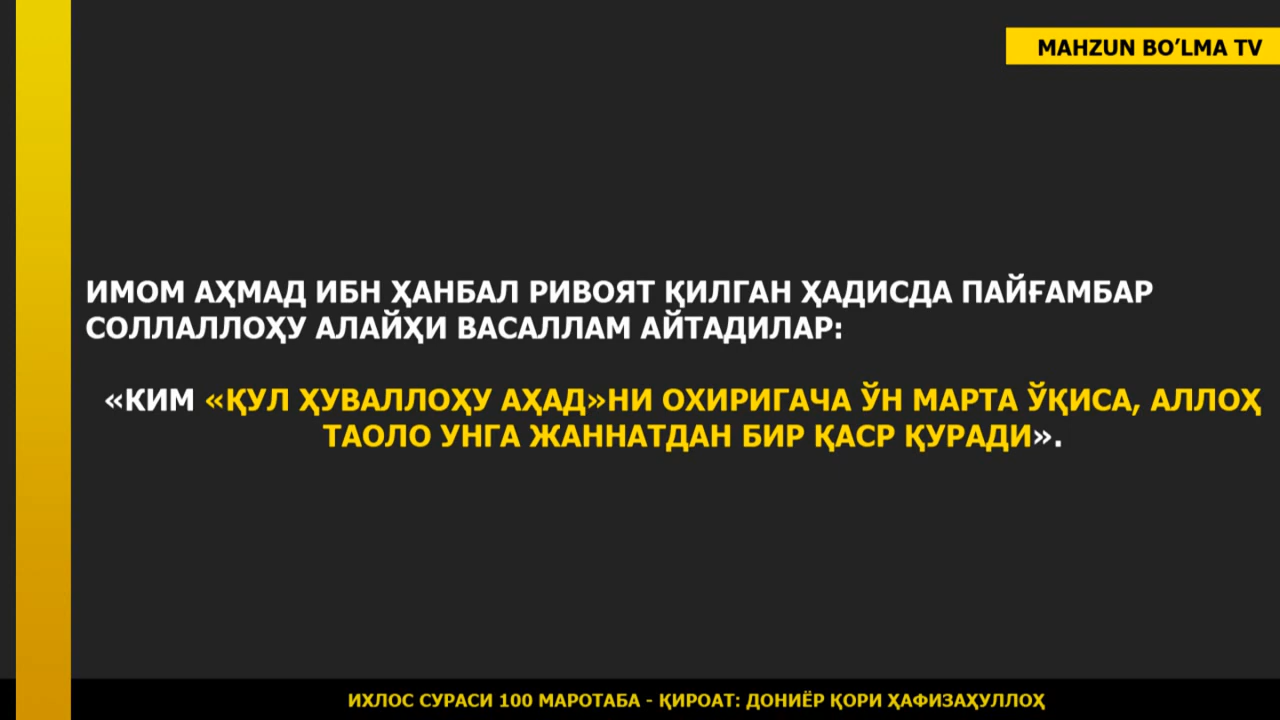 MAHZUN BO’LMA TV
ИМОМ АҲМАД ИБН ҲАНБАЛ РИВОЯТ ҚИЛГАН ҲАДИСДА ПАЙҒАМБАР
СОЛЛАЛЛОҲУ АЛАЙҲИ ВАСАЛЛАМ АЙТАДИЛАР:
«КИМ «ҚУЛ ҲУВАЛЛОҲУ АҲАД»НИ ОХИРИГАЧА ЎН МАРТА ЎҚИСА, АЛЛОҲ
ТАОЛО УНГА ЖАННАТДАН БИР ҚАСР ҚУРАДИ».
ИХЛОС СУРАСИ 100 МАРОТАБА - ҚИРОАТ: ДОНИЁР ҚОРИ ҲАФИЗАҲУЛЛОҲ